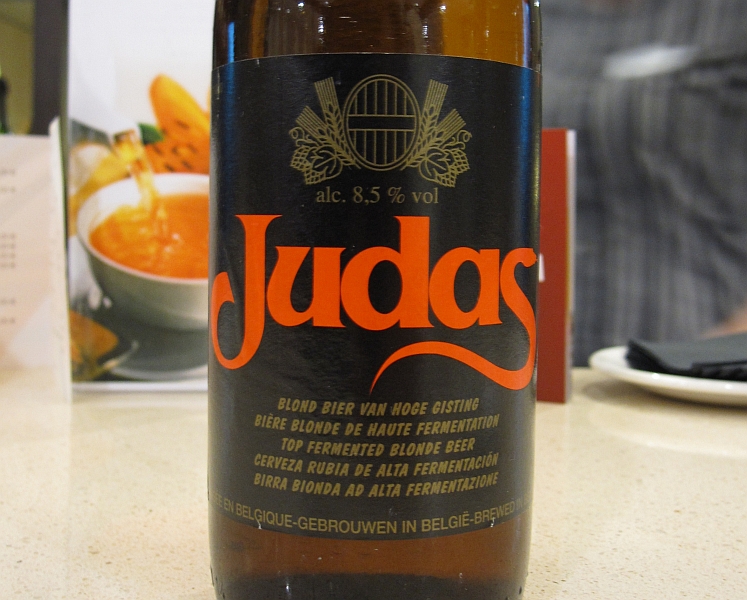 alc. 8,5 % vol
Judas
BLOND BIER VAN HOGE GISTING
BIÈRE BLONDE DE HAUTE FERMENTATION
TOP FERMENTED BLONDE BEER
CERVEZA RUBIA DE ALTA FERMENTACIÓN
BIRRA BIONDA AD ALTA FERMENTAZIONE
EN BELGIQUE-GEBROUWEN IN BELGIË-BREWED